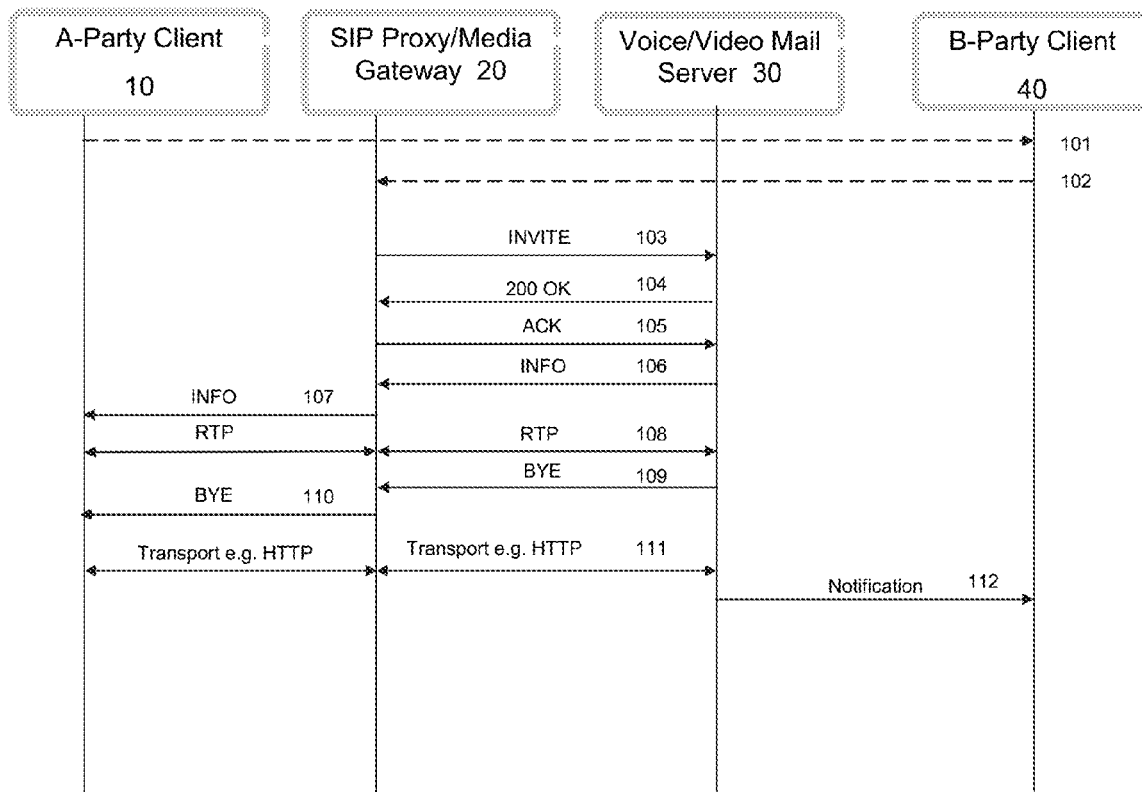 A-Party Client
10
SIP Proxy/Media
Gateway 20
Voice/Video Mail
Server 30
B-Party Client
40
101
102
INVITE 103
200 OK 104
ACK 105
INFO 106
INFO 107
RTP
RTP 108
BYE 109
BYE 110
Transport e.g. HTTP
Transport e.g. HTTP 111
Notification 112